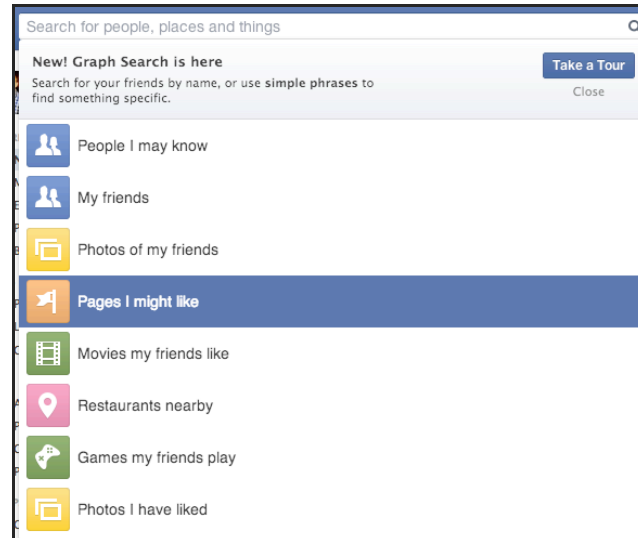 Search for people, places and things
New! Graph Search is here
Take a Tour
Search for your friends by name, or use simple phrases to
find something specific.
Close
People I may know
My friends
Photos of my friends
Pages I might like
Movies my friends like
Restaurants nearby
Games my friends play
Photos I have liked